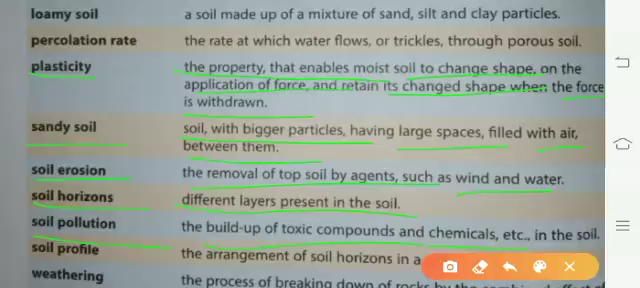 loamy soil a soil made up of a mixture of sand, silt and clay particles.
percolation rate the rate at which water flows, or trickles, through porous soil.
plasticity the property, that enables moist soil to change shape, on the
application of force, and retain its changed shape when the force
is withdrawn.
sandy soil soil, with bigger particles, having large spaces, filled with air,
between them.
soil erosion the removal of top soil by agents, such as wind and water.
soil horizons different layers present in the soil.
soil pollution the build-up of toxic compounds and chemicals, etc., in the soil.
soil profile the arrangement of soil horizons in a
weathering the process of breaking down of rocks by the